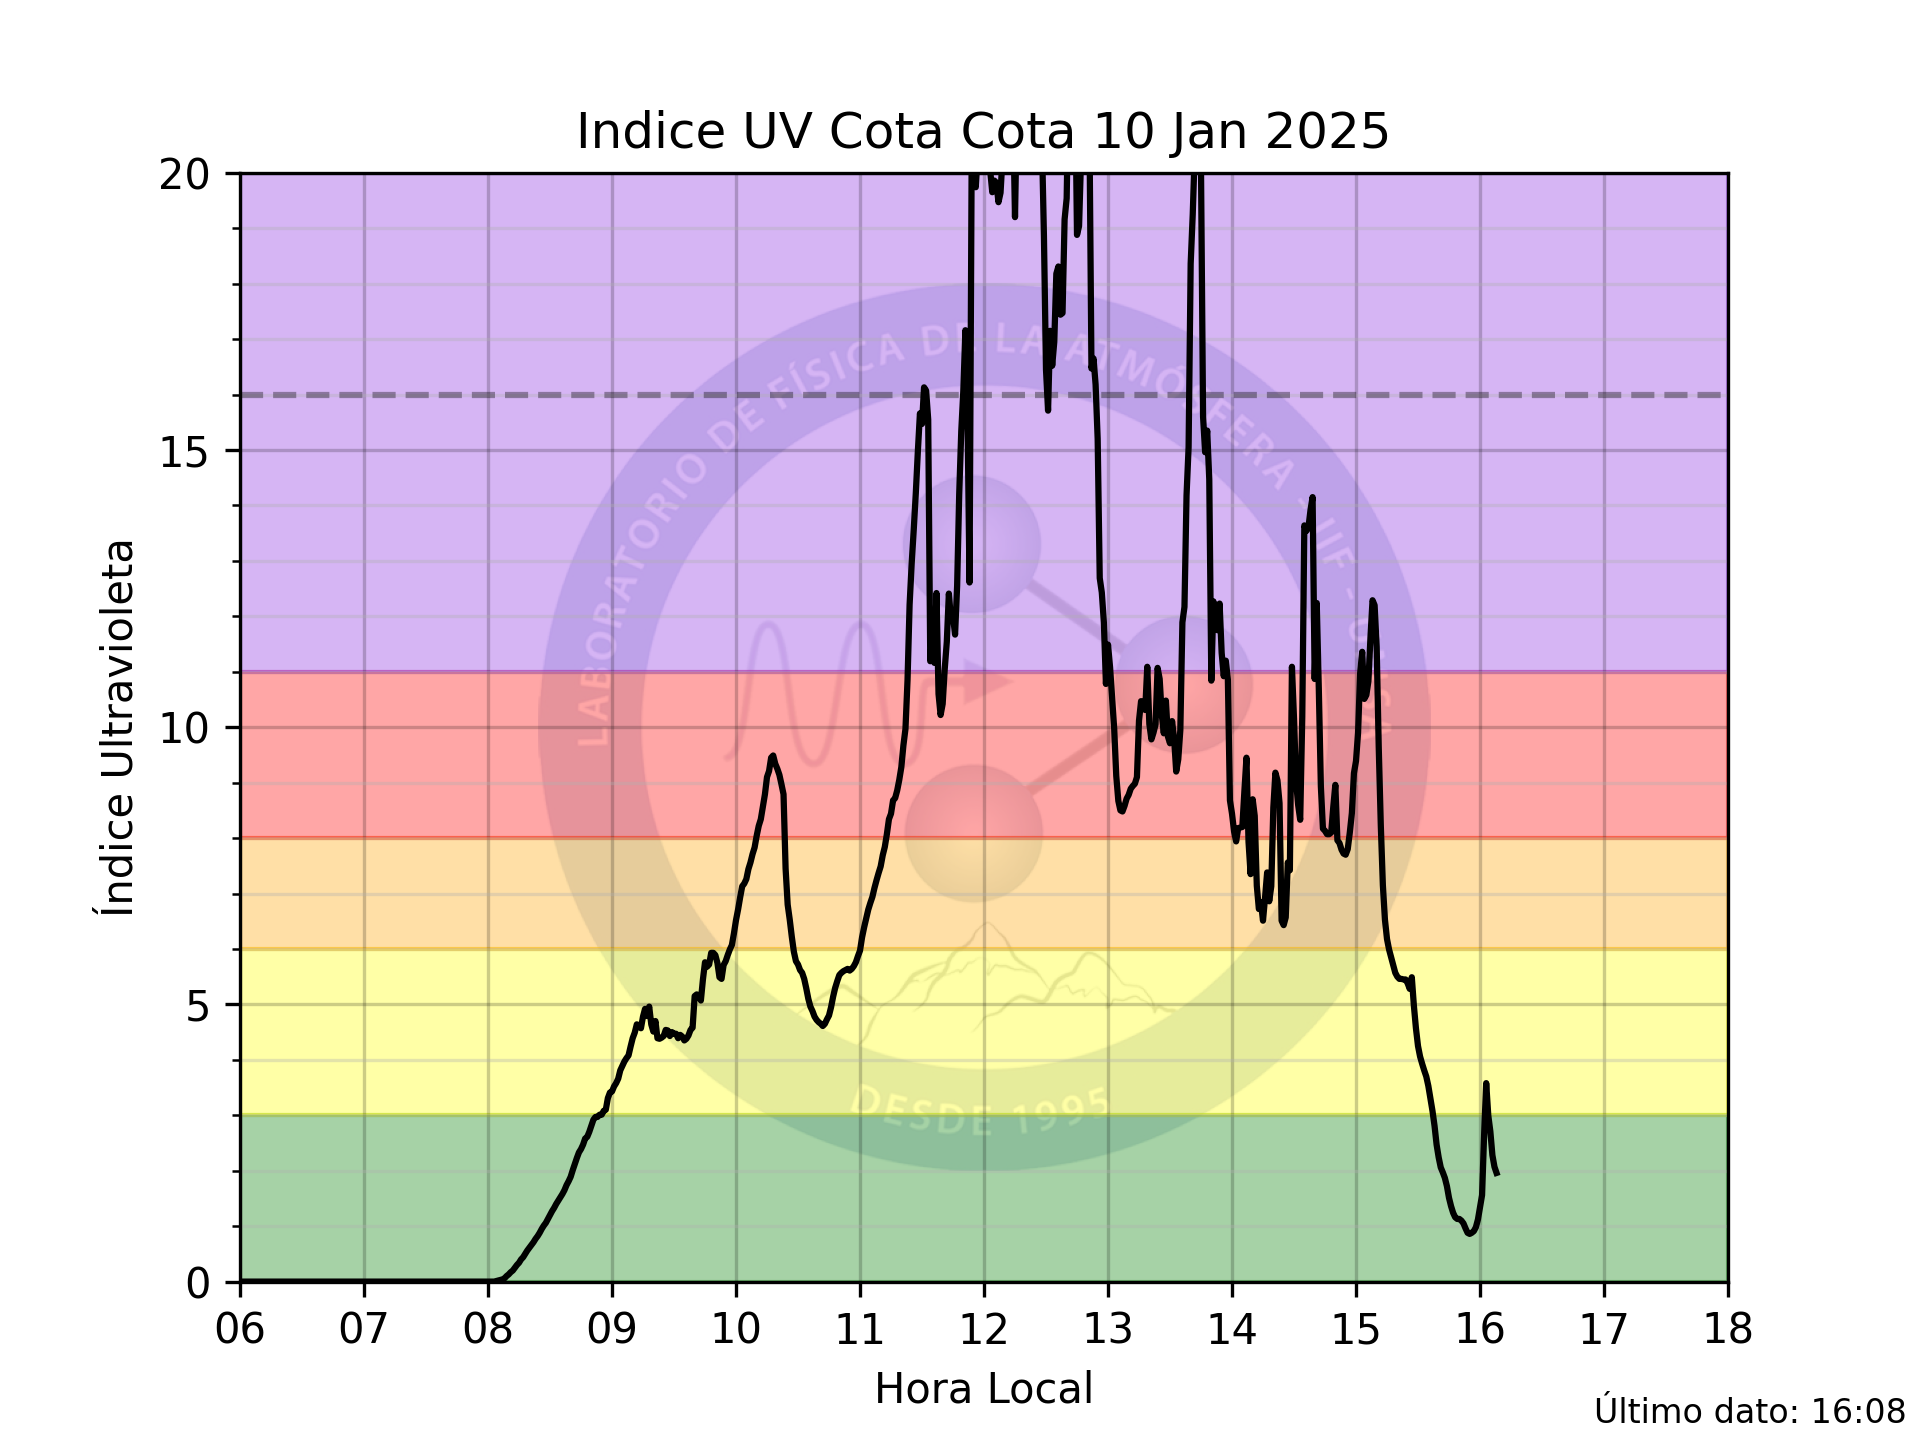 Indice UV Cota Cota 10 Jan 2025
20
15
10
5
0
Índice Ultravioleta
LABORATORIO DE FÍSICA DE LA ATMÓSFERA - IIF - UMSA
DESDE 1995
06 07 08 09 10 11 12 13 14 15 16 17 18
Hora Local
Último dato: 16:08